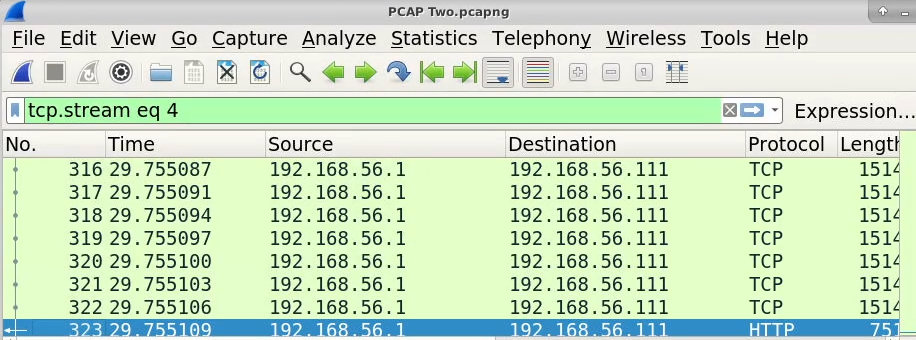 PCAP Two.pcapng
File Edit View Go Capture Analyze Statistics Telephony Wireless Tools Help
tcp.stream eq 4 Expression...
No. Time Source Destination Protocol Length
316 29.755087 192.168.56.1 192.168.56.111 TCP 1514
317 29.755091 192.168.56.1 192.168.56.111 TCP 1514
318 29.755094 192.168.56.1 192.168.56.111 TCP 1514
319 29.755097 192.168.56.1 192.168.56.111 TCP 1514
320 29.755100 192.168.56.1 192.168.56.111 TCP 1514
321 29.755103 192.168.56.1 192.168.56.111 TCP 1514
322 29.755106 192.168.56.1 192.168.56.111 TCP 1514
323 29.755109 192.168.56.1 192.168.56.111 HTTP 751